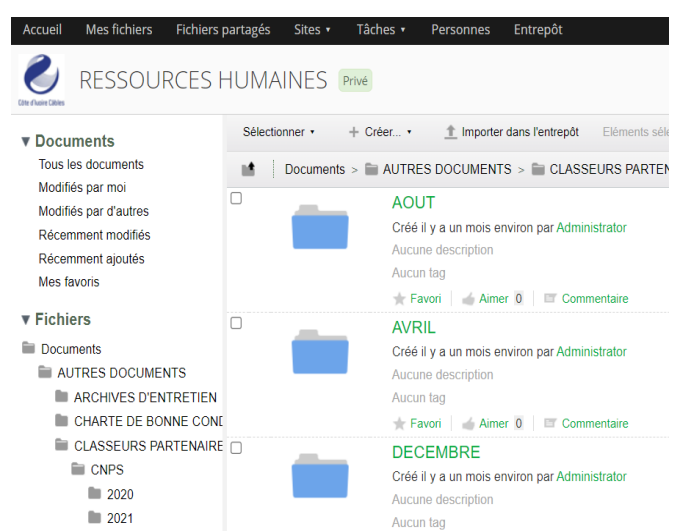 Accueil Mes fichiers Fichiers partagés Sites Tâches Personnes Entrepôt
Côte d'Ivoire Câbles
RESSOURCES HUMAINES Privé
Documents
Tous les documents
Modifiés par moi
Modifiés par d'autres
Récemment modifiés
Récemment ajoutés
Mes favoris
Fichiers
Documents
AUTRES DOCUMENTS
ARCHIVES D'ENTRETIEN
CHARTE DE BONNE COND
CLASSEURS PARTENAIRE
CNPS
2020
2021
Sélectionner + Créer... Importer dans l'entrepôt Eléments séle
Documents > AUTRES DOCUMENTS > CLASSEURS PARTEN
AOUT
Créé il y a un mois environ par Administrator
Aucune description
Aucun tag
Favori Aimer 0 Commentaire
AVRIL
Créé il y a un mois environ par Administrator
Aucune description
Aucun tag
Favori Aimer 0 Commentaire
DECEMBRE
Créé il y a un mois environ par Administrator
Aucune description
Aucun tag